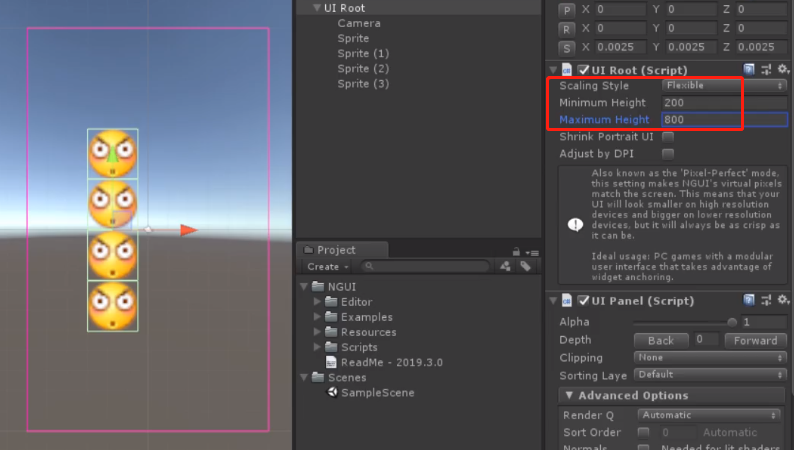 UI Root
Camera
Sprite
Sprite (1)
Sprite (2)
Sprite (3)
Project
Create
NGUI
Editor
Examples
Resources
Scripts
ReadMe - 2019.3.0
Scenes
SampleScene
P X 0 Y 0 Z 0
R X 0 Y 0 Z 0
S X 0.0025 Y 0.0025 Z 0.0025
UI Root (Script)
Scaling Style Flexible
Minimum Height 200
Maximum Height 800
Shrink Portrait UI
Adjust by DPI
Also known as the 'Pixel-Perfect' mode,
this setting makes NGUI's virtual pixels
match the screen. This means that your
UI will look smaller on high resolution
devices and bigger on lower resolution
devices, but it will always be as crisp as
it can be.
Ideal usage: PC games with a modular
user interface that takes advantage of
widget anchoring.
UI Panel (Script)
Alpha 1
Depth Back 0 Forward
Clipping None
Sorting Laye Default
Advanced Options
Render Q Automatic
Sort Order 0 Automatic
Normals Needed for lit shaders